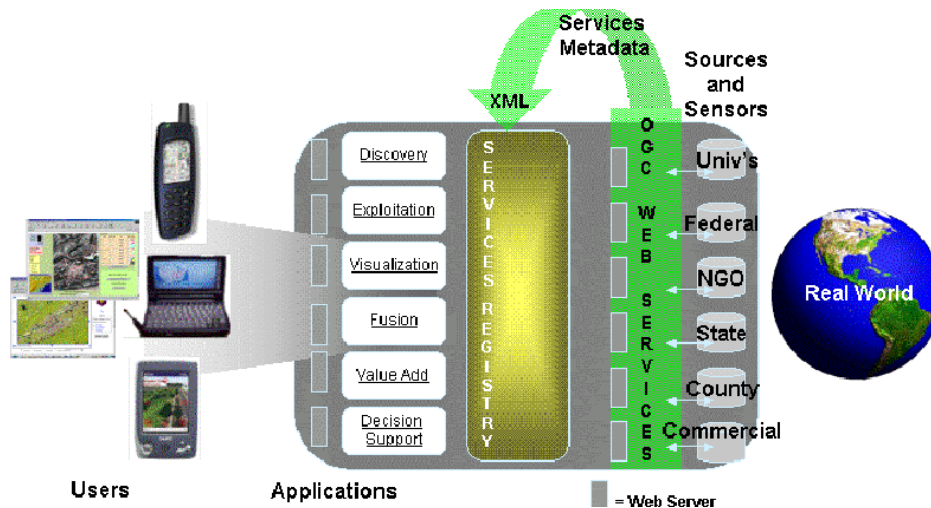 Services
Metadata
Sources
and
Sensors
XML
Discovery
Exploitation
Visualization
Fusion
Value Add
Decision
Support
SERVICES REGISTRY
OGC WEB SERVICES
Univ's
Federal
NGO
State
County
Commercial
Real World
Users
Applications
= Web Server